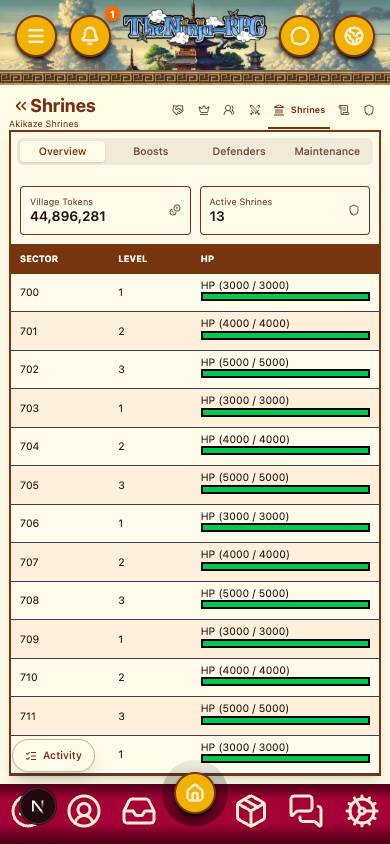 1
TheNinja-RPG
Shrines
Shrines
Akikaze Shrines
Overview
Boosts
Defenders
Maintenance
Village Tokens
44,896,281
Active Shrines
13
SECTOR LEVEL HP
700 1 HP (3000 / 3000)
701 2 HP (4000 / 4000)
702 3 HP (5000 / 5000)
703 1 HP (3000 / 3000)
704 2 HP (4000 / 4000)
705 3 HP (5000 / 5000)
706 1 HP (3000 / 3000)
707 2 HP (4000 / 4000)
708 3 HP (5000 / 5000)
709 1 HP (3000 / 3000)
710 2 HP (4000 / 4000)
711 3 HP (5000 / 5000)
1 HP (3000 / 3000)
Activity
N